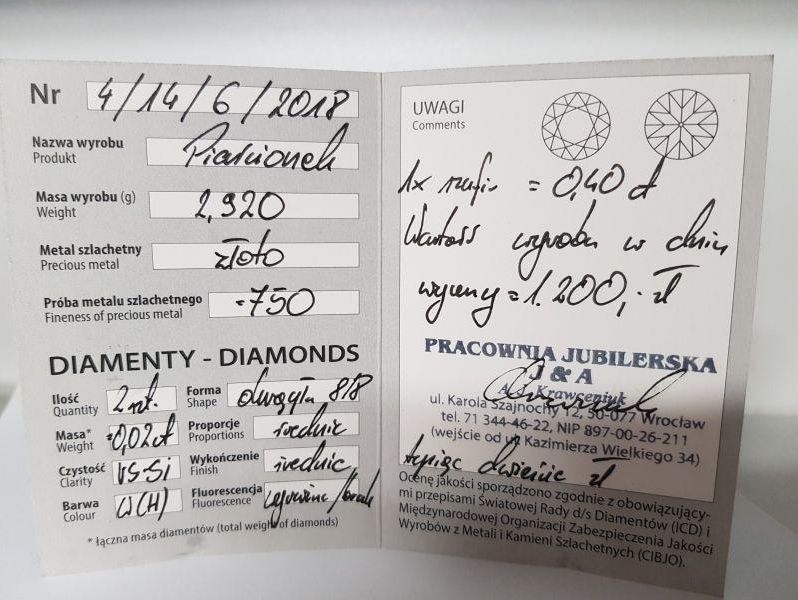 Nr 4/14/6/2018
Nazwa wyrobu
Produkt
Pierścionek
Masa wyrobu (g)
Weight
2,920
Metal szlachetny
Precious metal
złoto
Próba metalu szlachetnego
Fineness of precious metal
-750
DIAMENTY - DIAMONDS
Ilość
Quantity
2 szt.
Forma
Shape
8/8
Masa*
Weight
=0,02ct
Proporcje
Proportions
średnie
Czystość
Clarity
VS-SI
Wykończenie
Finish
średnie
Barwa
Colour
W(H)
Fluorescencja
Fluorescence
* łączna masa diamentów (total weight of diamonds)
UWAGI
Comments
1x szafir = 0,40 ct
Wartość wyrobu w dniu
wyceny = 1.200,- zł
PRACOWNIA JUBILERSKA
J & A
Krawceniyk
ul. Karola Szajnochy 12, 50-077 Wrocław
tel. 71 344-46-22, NIP 897-00-26-211
(wejście od ul Kazimierza Wielkiego 34)
tysiąc dwieście zł
Ocenę jakości sporządzono zgodnie z obowiązujący-
mi przepisami Światowej Rady d/s Diamentów (ICD) i
Międzynarodowej Organizacji Zabezpieczenia Jakości
Wyrobów z Metali i Kamieni Szlachetnych (CIBJO).